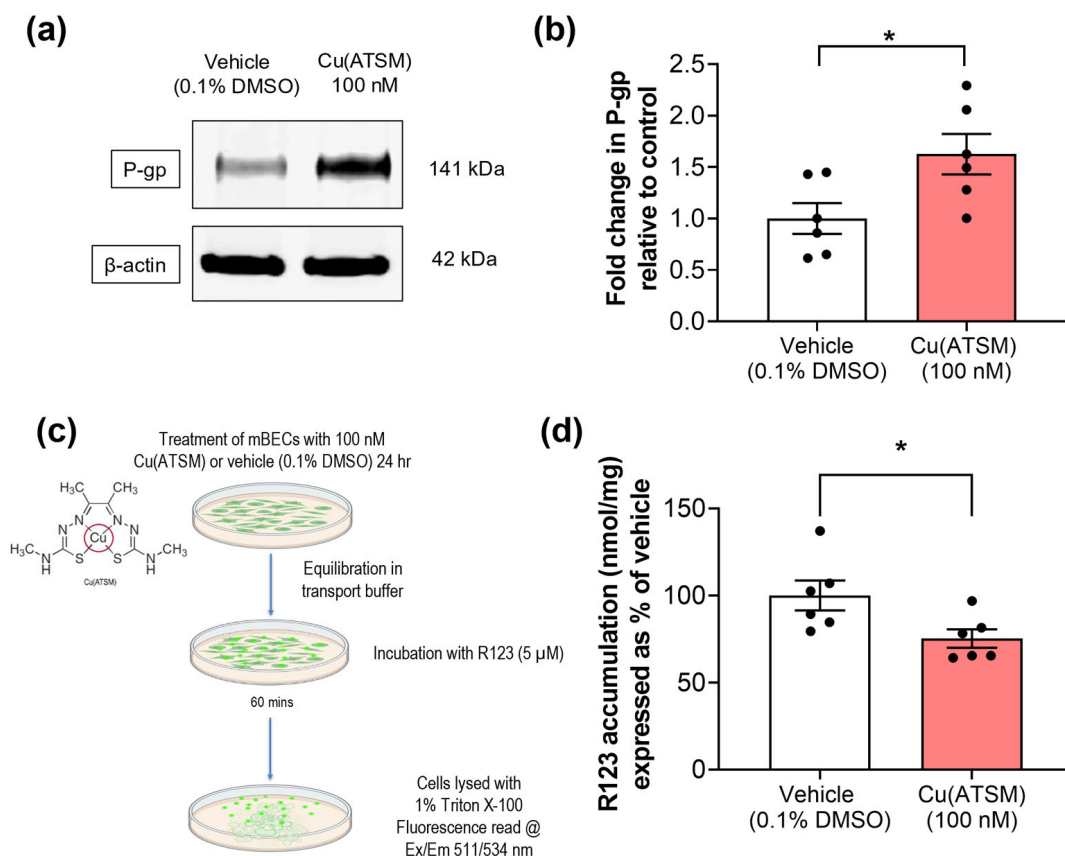 (a)
Vehicle
(0.1% DMSO)
Cu(ATSM)
100 nM
P-gp
141 kDa
β-actin
42 kDa
(b)
*
Fold change in P-gp
relative to control
2.5
2.0
1.5
1.0
0.5
0.0
Vehicle
(0.1% DMSO)
Cu(ATSM)
(100 nM)
(c)
Treatment of mBECs with 100 nM
Cu(ATSM) or vehicle (0.1% DMSO) 24 hr
H₃C
CH₃
N
N
N
N
Cu
H₃C
N
H
S
S
N
H
CH₃
Cu(ATSM)
Equilibration in
transport buffer
Incubation with R123 (5 µM)
60 mins
Cells lysed with
1% Triton X-100
Fluorescence read @
Ex/Em 511/534 nm
(d)
*
R123 accumulation (nmol/mg)
expressed as % of vehicle
150
100
50
0
Vehicle
(0.1% DMSO)
Cu(ATSM)
(100 nM)